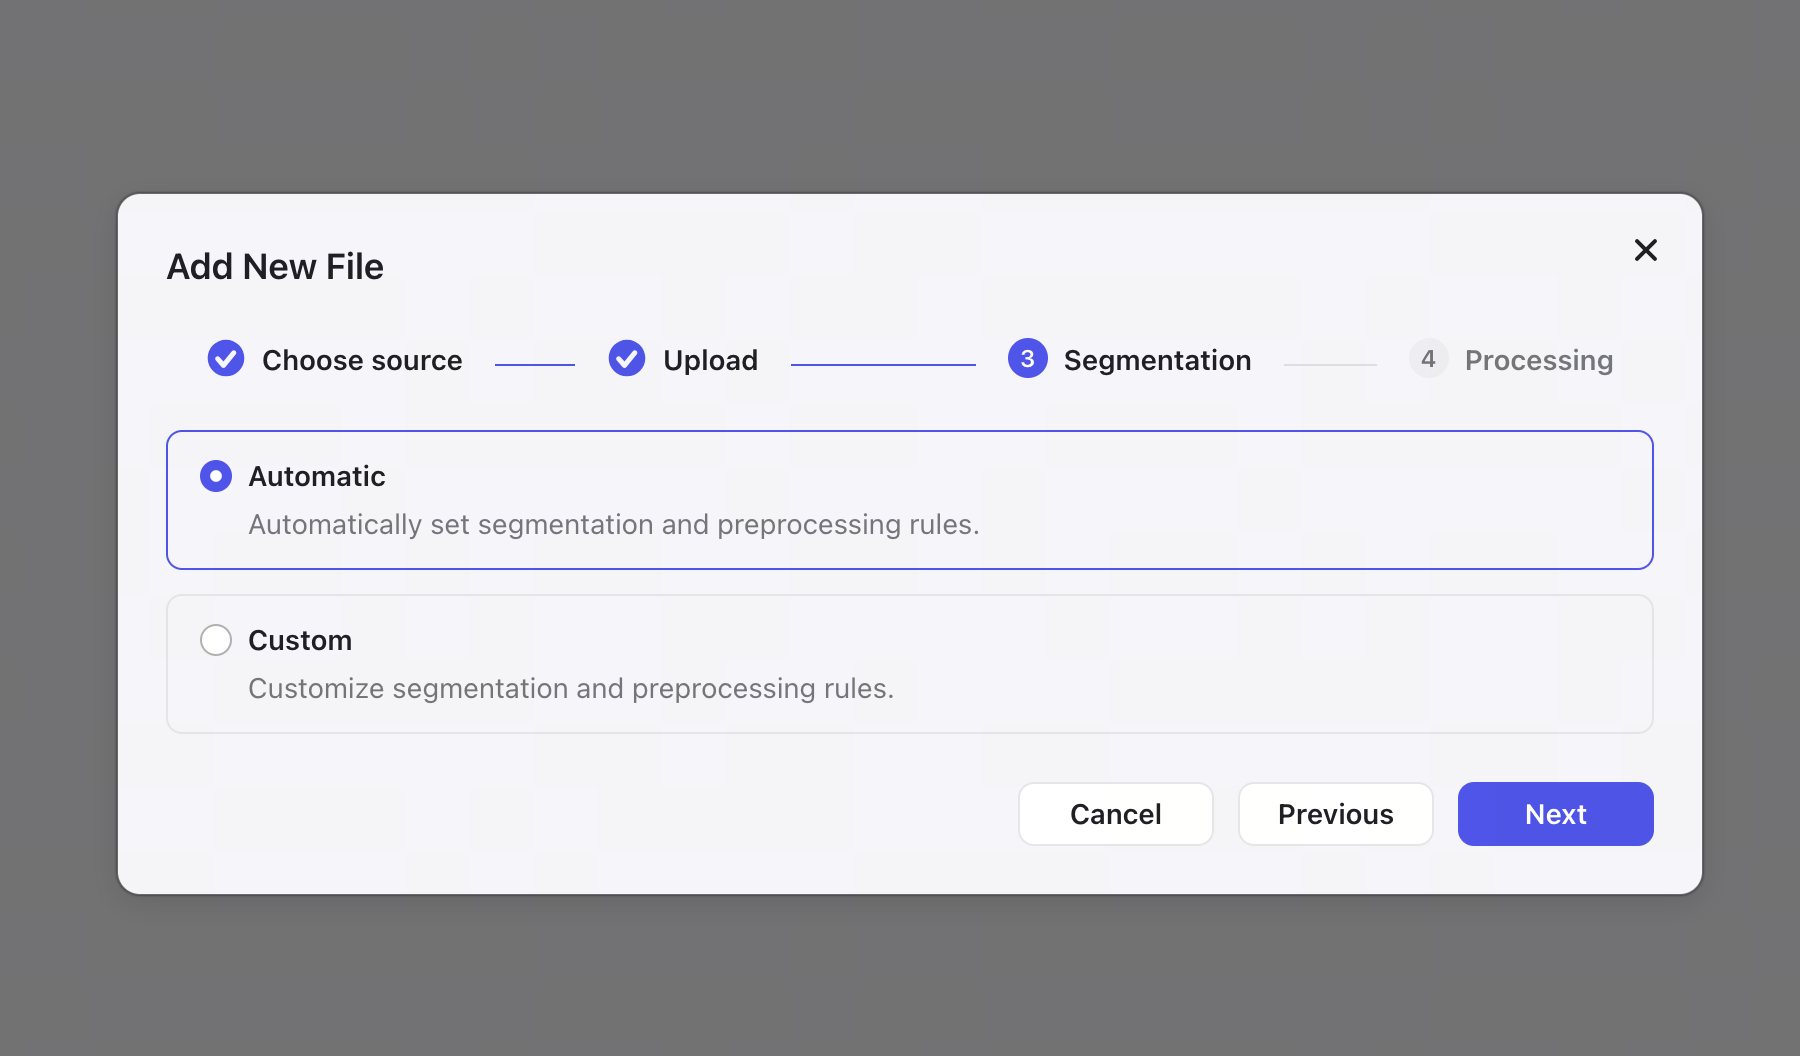 Add New File
Choose source
Upload
3 Segmentation
4 Processing
Automatic
Automatically set segmentation and preprocessing rules.
Custom
Customize segmentation and preprocessing rules.
Cancel
Previous
Next